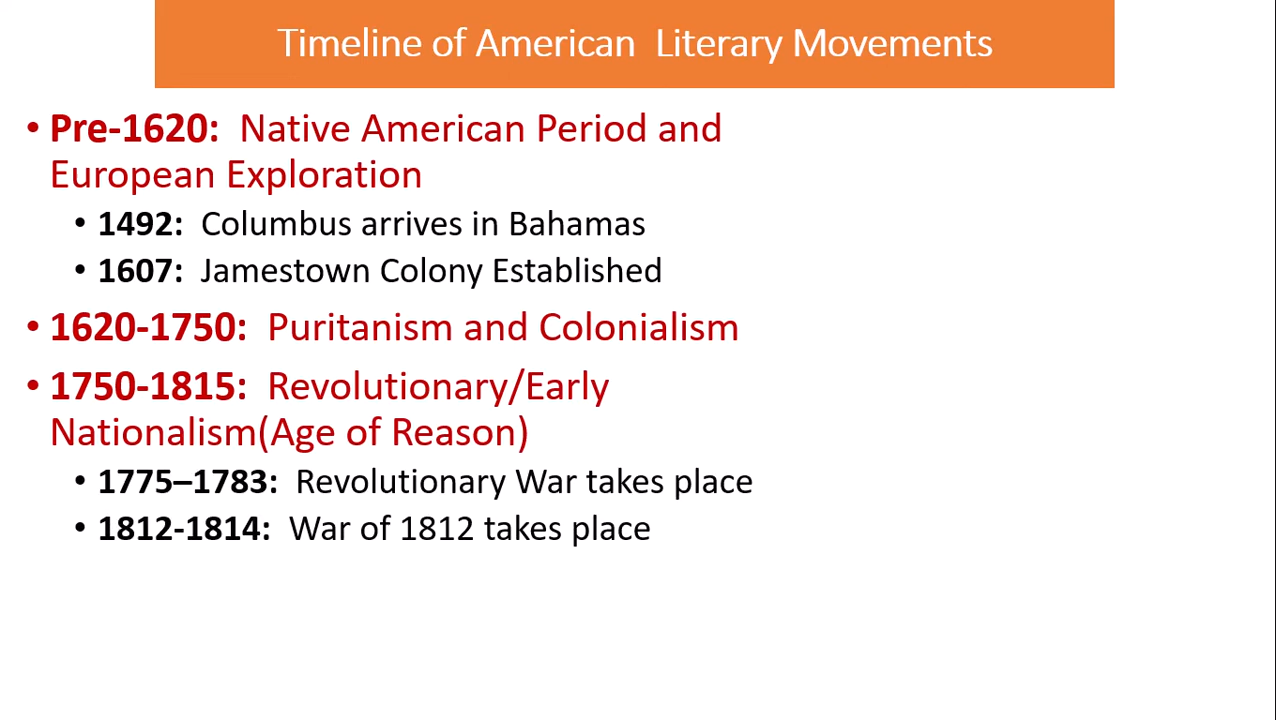 Timeline of American  Literary Movements
• Pre-1620:  Native American Period and
European Exploration
• 1492:  Columbus arrives in Bahamas
• 1607:  Jamestown Colony Established
• 1620-1750:  Puritanism and Colonialism
• 1750-1815:  Revolutionary/Early
Nationalism(Age of Reason)
• 1775–1783:  Revolutionary War takes place
• 1812-1814:  War of 1812 takes place